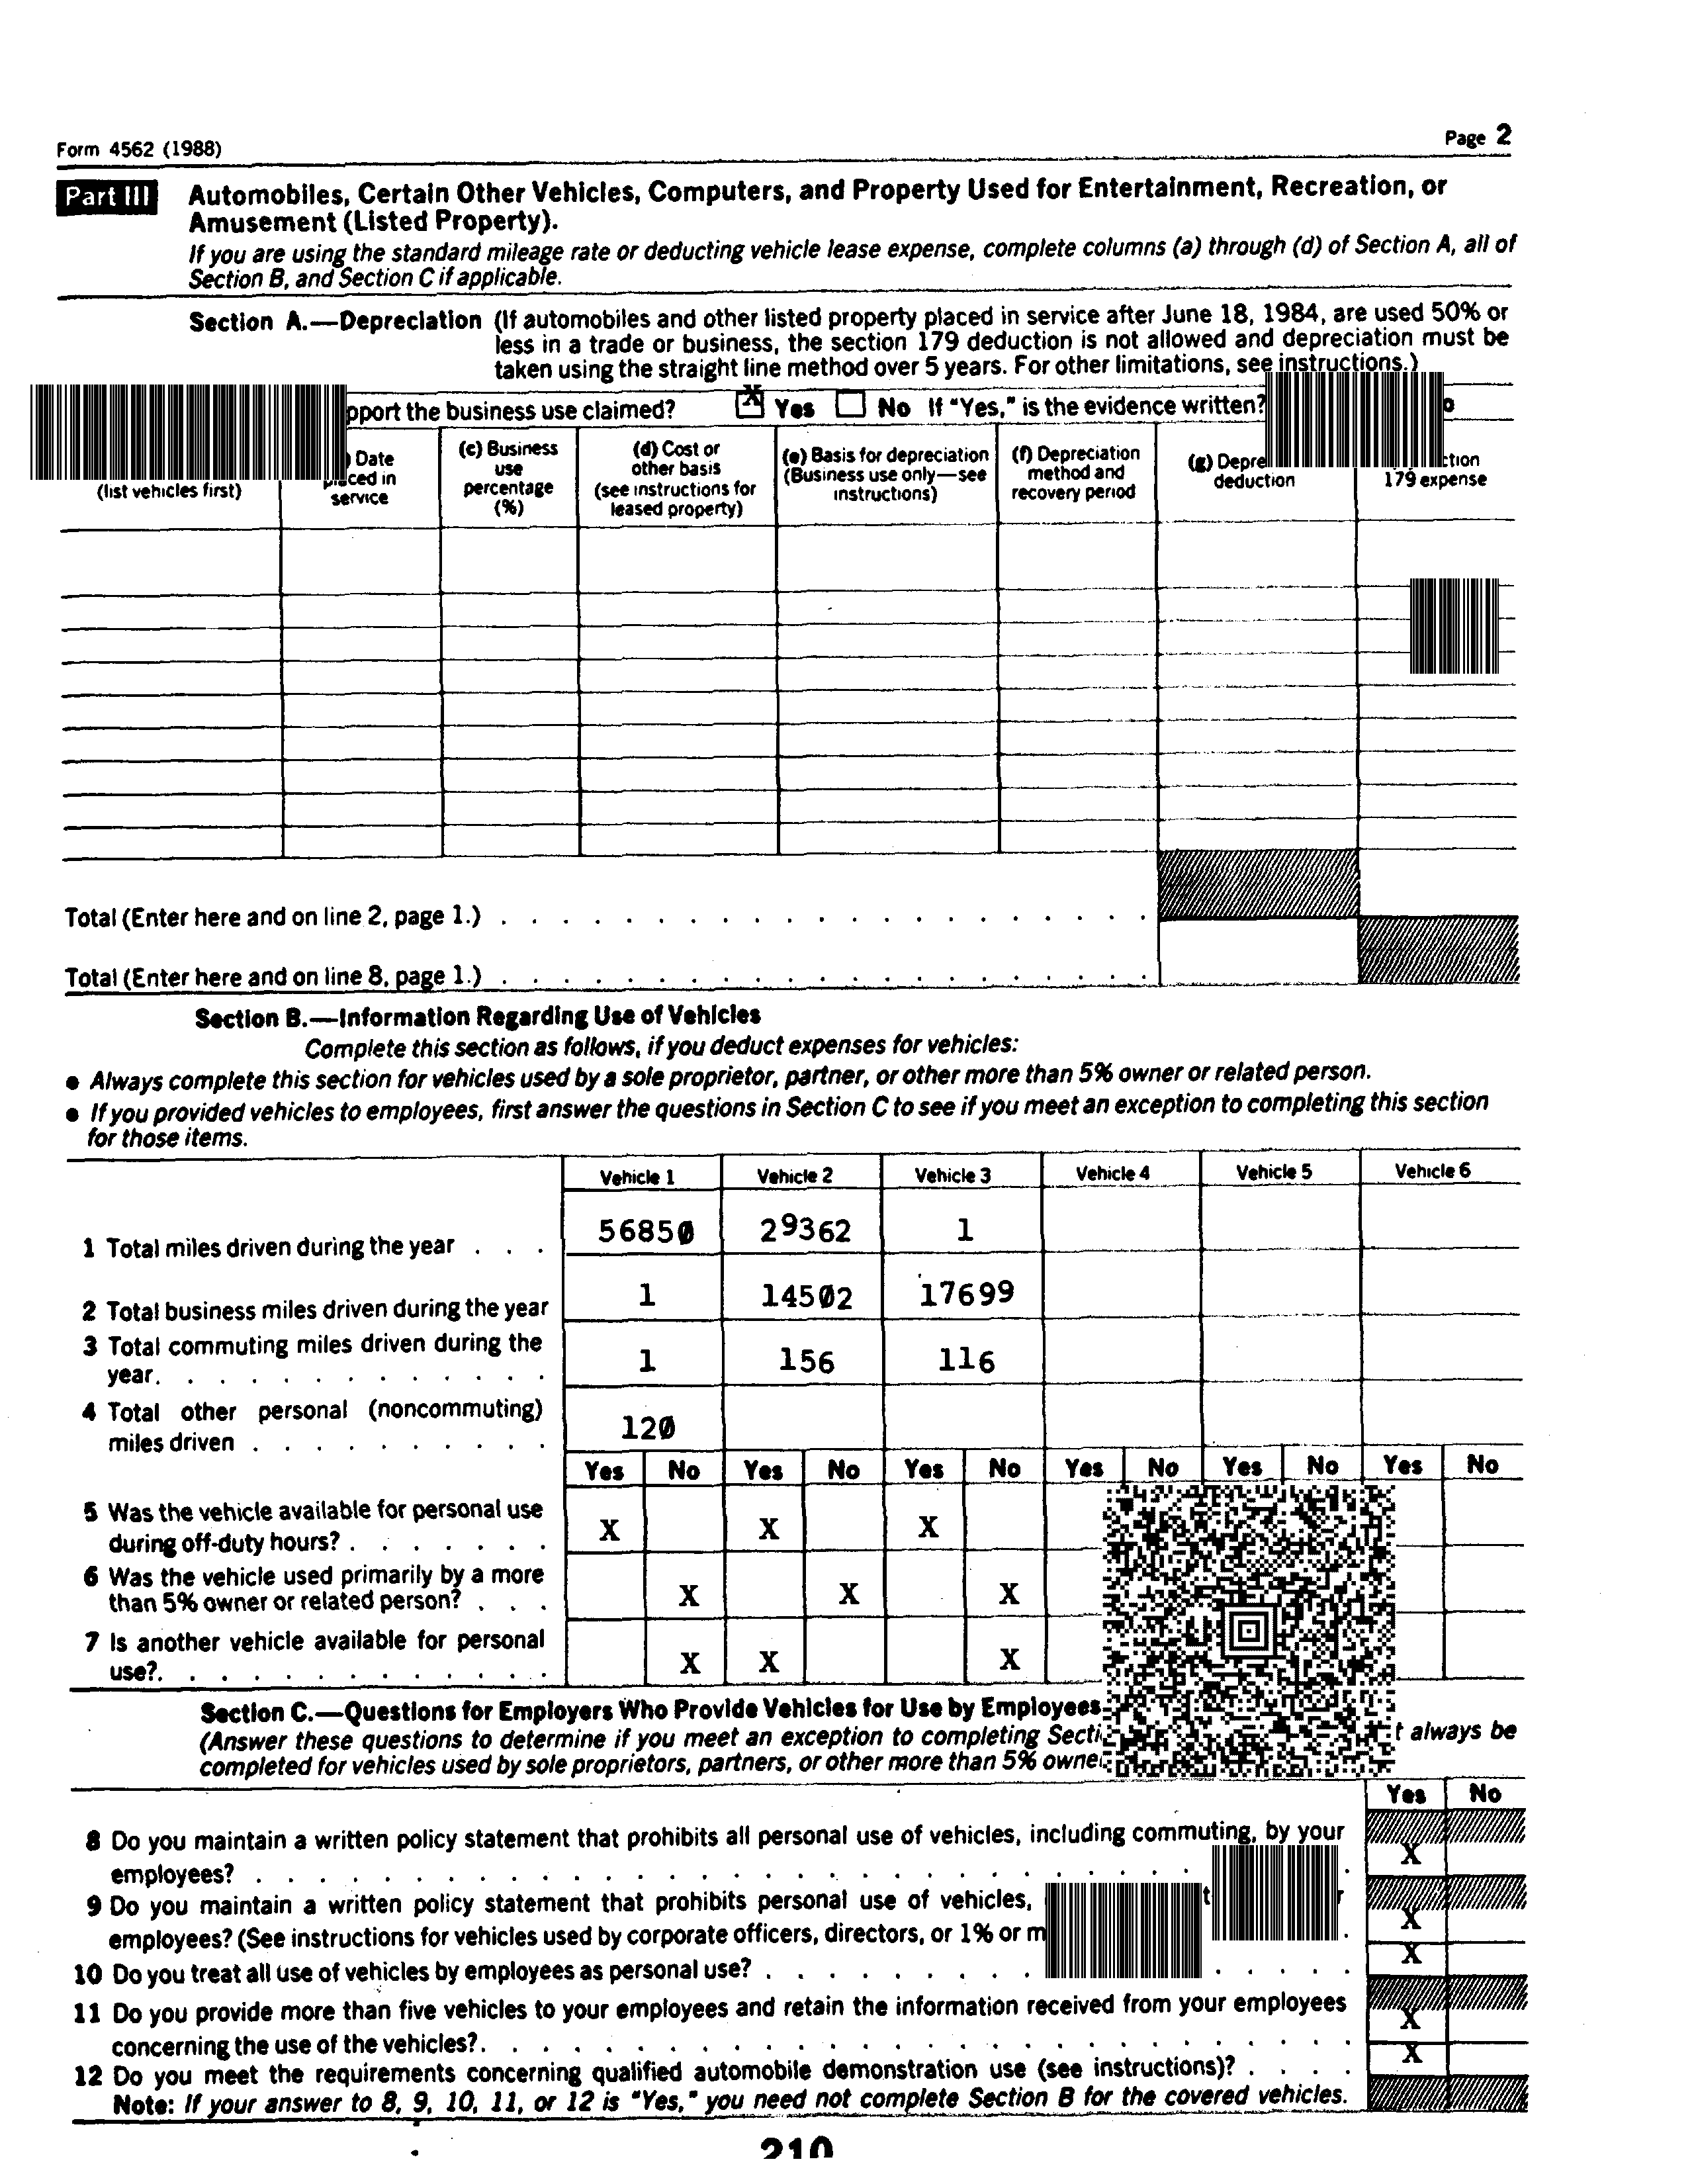 Form 4562 (1988)
Page 2
Part III Automobiles, Certain Other Vehicles, Computers, and Property Used for Entertainment, Recreation, or
Amusement (Listed Property).
If you are using the standard mileage rate or deducting vehicle lease expense, complete columns (a) through (d) of Section A, all of
Section B, and Section C if applicable.
Section A.—Depreciation (If automobiles and other listed property placed in service after June 18, 1984, are used 50% or
less in a trade or business, the section 179 deduction is not allowed and depreciation must be
taken using the straight line method over 5 years. For other limitations, see instructions.)
the business use claimed? X Yes No If "Yes," is the evidence written?
(list vehicles first)
Date
in
service
(c) Business
use
percentage
(%)
(d) Cost or
other basis
(see instructions for
leased property)
(e) Basis for depreciation
(Business use only—see
instructions)
(f) Depreciation
method and
recovery period
(g)
deduction
179 expense
Total (Enter here and on line 2, page 1.)
Total (Enter here and on line 8, page 1.)
Section B.—Information Regarding Use of Vehicles
Complete this section as follows, if you deduct expenses for vehicles:
● Always complete this section for vehicles used by a sole proprietor, partner, or other more than 5% owner or related person.
● If you provided vehicles to employees, first answer the questions in Section C to see if you meet an exception to completing this section
for those items.
Vehicle 1 Vehicle 2 Vehicle 3 Vehicle 4 Vehicle 5 Vehicle 6
1 Total miles driven during the year . . . 56850 29362 1
2 Total business miles driven during the year 1 14502 17699
3 Total commuting miles driven during the
year. . . . . . . . . . . . . 1 156 116
4 Total other personal (noncommuting)
miles driven . . . . . . . . . . 120
Yes No Yes No Yes No Yes No Yes No Yes No
5 Was the vehicle available for personal use
during off-duty hours? . . . . . . . X X X
6 Was the vehicle used primarily by a more
than 5% owner or related person? . . . X X X
7 Is another vehicle available for personal
use?. . . . . . . . . . . . . X X X
Section C.—Questions for Employers Who Provide Vehicles for Use by Employees
(Answer these questions to determine if you meet an exception to completing always be
completed for vehicles used by sole proprietors, partners, or other more than 5%
Yes No
8 Do you maintain a written policy statement that prohibits all personal use of vehicles, including commuting, by your
employees? X
9 Do you maintain a written policy statement that prohibits personal use of vehicles,
employees? (See instructions for vehicles used by corporate officers, directors, or 1% or X
10 Do you treat all use of vehicles by employees as personal use? X
11 Do you provide more than five vehicles to your employees and retain the information received from your employees
concerning the use of the vehicles?. X
12 Do you meet the requirements concerning qualified automobile demonstration use (see instructions)? . . . . X
Note: If your answer to 8, 9, 10, 11, or 12 is "Yes," you need not complete Section B for the covered vehicles.
210